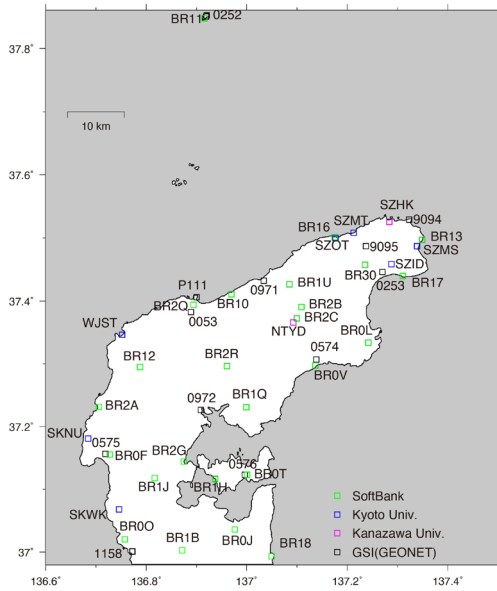 BR11 0252
37.8˚
10 km
37.6˚
SZHK
SZMT 9094
BR16 BR13
SZOT 9095 SZMS
SZID
BR30
P111 0971 BR1U 0253 BR17
BR2Q BR10 BR2B
37.4˚
0053 BR2C
WJST NTYD BR0L
0574
BR12 BR2R
BR0V
0972 BR1Q
BR2A
37.2˚
SKNU
0575 BR2G
BR0F 0576
BR0T
BR1J BR1H
SoftBank
SKWK Kyoto Univ.
BR0O Kanazawa Univ.
BR1B BR0J BR18
1158 GSI(GEONET)
37˚
136.6˚ 136.8˚ 137˚ 137.2˚ 137.4˚